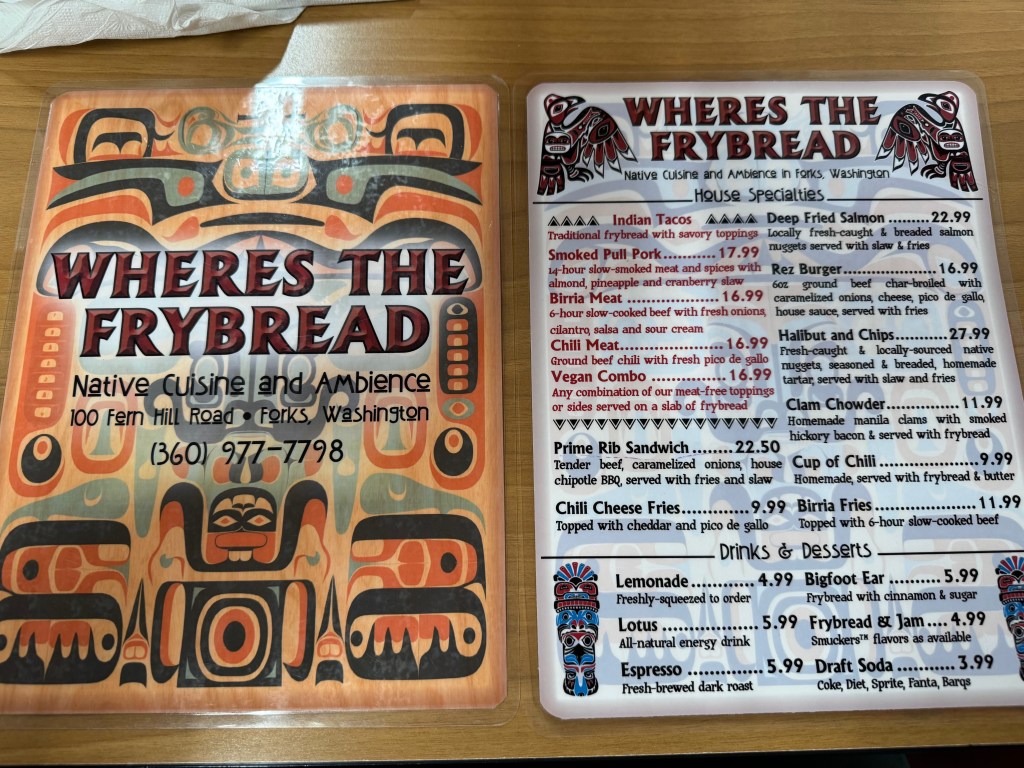 WHERES THE
FRYBREAD
Native Cuisine and Ambience
100 Fern Hill Road • Forks, Washington
(360) 977-7798
WHERES THE
FRYBREAD
Native Cuisine and Ambience in Forks, Washington
House Specialties
Indian Tacos
Traditional frybread with savory toppings
Smoked Pull Pork...........17.99
14-hour slow-smoked meat and spices with
almond, pineapple and cranberry slaw
Birria Meat .....................16.99
6-hour slow-cooked beef with fresh onions,
cilantro, salsa and sour cream
Chili Meat........................16.99
Ground beef chili with fresh pico de gallo
Vegan Combo .................16.99
Any combination of our meat-free toppings
or sides served on a slab of frybread
Prime Rib Sandwich ........22.50
Tender beef, caramelized onions, house
chipotle BBQ, served with fries and slaw
Chili Cheese Fries.............9.99
Topped with cheddar and pico de gallo
Deep Fried Salmon .........22.99
Locally fresh-caught & breaded salmon
nuggets served with slaw & fries
Rez Burger....................16.99
6oz ground beef char-broiled with
caramelized onions, cheese, pico de gallo,
house sauce, served with fries
Halibut and Chips...........27.99
Fresh-caught & locally-sourced native
nuggets, seasoned & breaded, homemade
tartar, served with slaw and fries
Clam Chowder................11.99
Homemade manila clams with smoked
hickory bacon & served with frybread
Cup of Chili ....................9.99
Homemade, served with frybread & butter
Birria Fries .....................11.99
Topped with 6-hour slow-cooked beef
Drinks & Desserts
Lemonade .............4.99
Freshly-squeezed to order
Lotus .....................5.99
All-natural energy drink
Espresso ................5.99
Fresh-brewed dark roast
Bigfoot Ear ...........5.99
Frybread with cinnamon & sugar
Frybread & Jam ....4.99
Smuckers™ flavors as available
Draft Soda ............3.99
Coke, Diet, Sprite, Fanta, Barqs